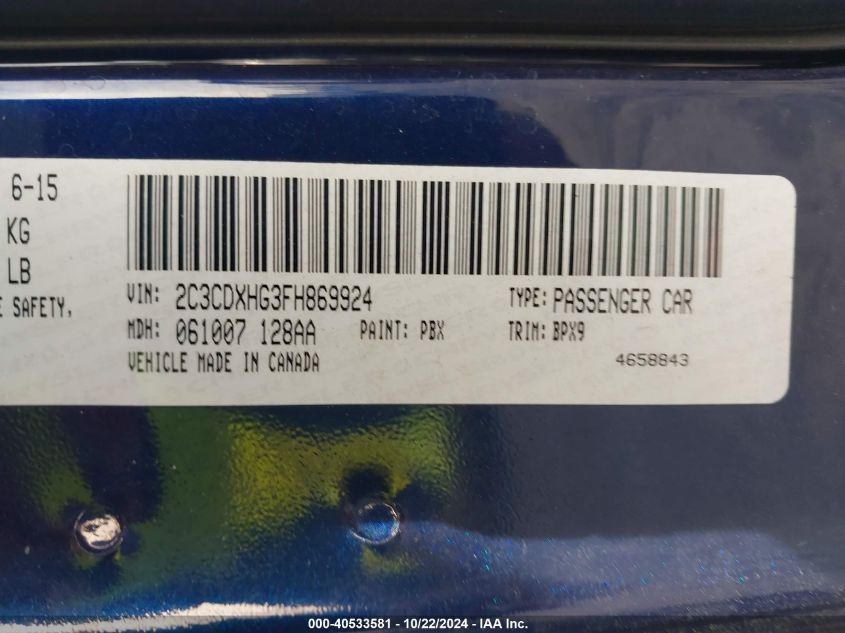 6-15
KG
LB
E SAFETY,
VIN: 2C3CDXHG3FH869924 TYPE: PASSENGER CAR
MDH: 061007 128AA PAINT: PBX TRIM: BPX9
VEHICLE MADE IN CANADA 4658843
000-40533581 - 10/22/2024 - IAA Inc.